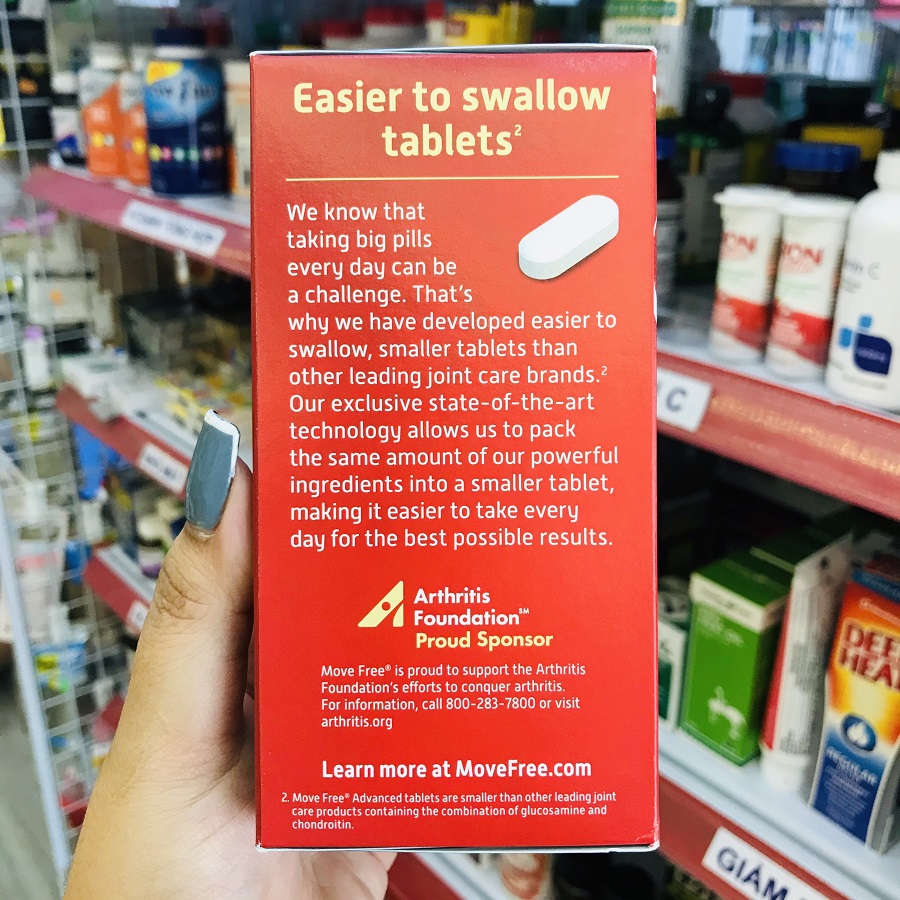 Easier to swallow
tablets²
We know that
taking big pills
every day can be
a challenge. That's
why we have developed easier to
swallow, smaller tablets than
other leading joint care brands.²
Our exclusive state-of-the-art
technology allows us to pack
the same amount of our powerful
ingredients into a smaller tablet,
making it easier to take every
day for the best possible results.
Arthritis
Foundation℠
Proud Sponsor
Move Free® is proud to support the Arthritis
Foundation's efforts to conquer arthritis.
For information, call 800-283-7800 or visit
arthritis.org
Learn more at MoveFree.com
2. Move Free® Advanced tablets are smaller than other leading joint
care products containing the combination of glucosamine and
chondroitin.
C
DEEP
HEAT
REGULAR
GIẢM